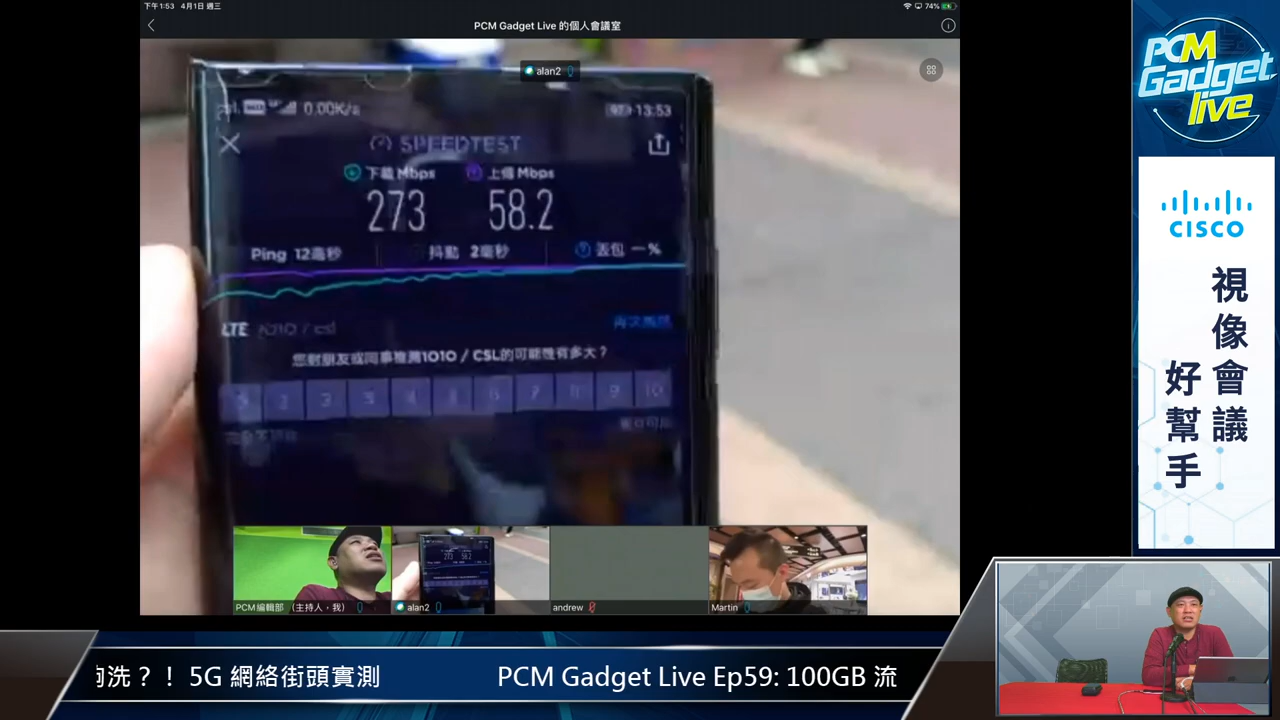 下午1:53 4月1日 週三
74%
PCM Gadget Live 的個人會議室
alan2
0.00K/s
13:53
SPEEDTEST
下載 Mbps
上傳 Mbps
273
58.2
Ping 12毫秒
抖動 2毫秒
丟包 — %
LTE
您對朋友或同事推薦1O1O / CSL的可能性有多大？
PCM編輯部 （主持人，我）
alan2
andrew
Martin
洗？！ 5G 網絡街頭實測
PCM Gadget Live Ep59: 100GB 流
PCM
Gadget
live
CISCO
視像會議
好幫手